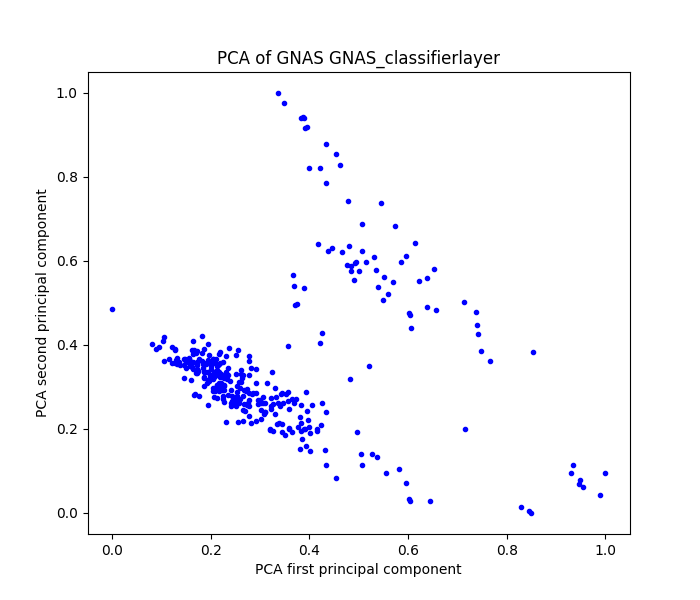 PCA of GNAS GNAS_classifierlayer
1.0
0.8
0.6
0.4
0.2
0.0
PCA second principal component
0.0 0.2 0.4 0.6 0.8 1.0
PCA first principal component